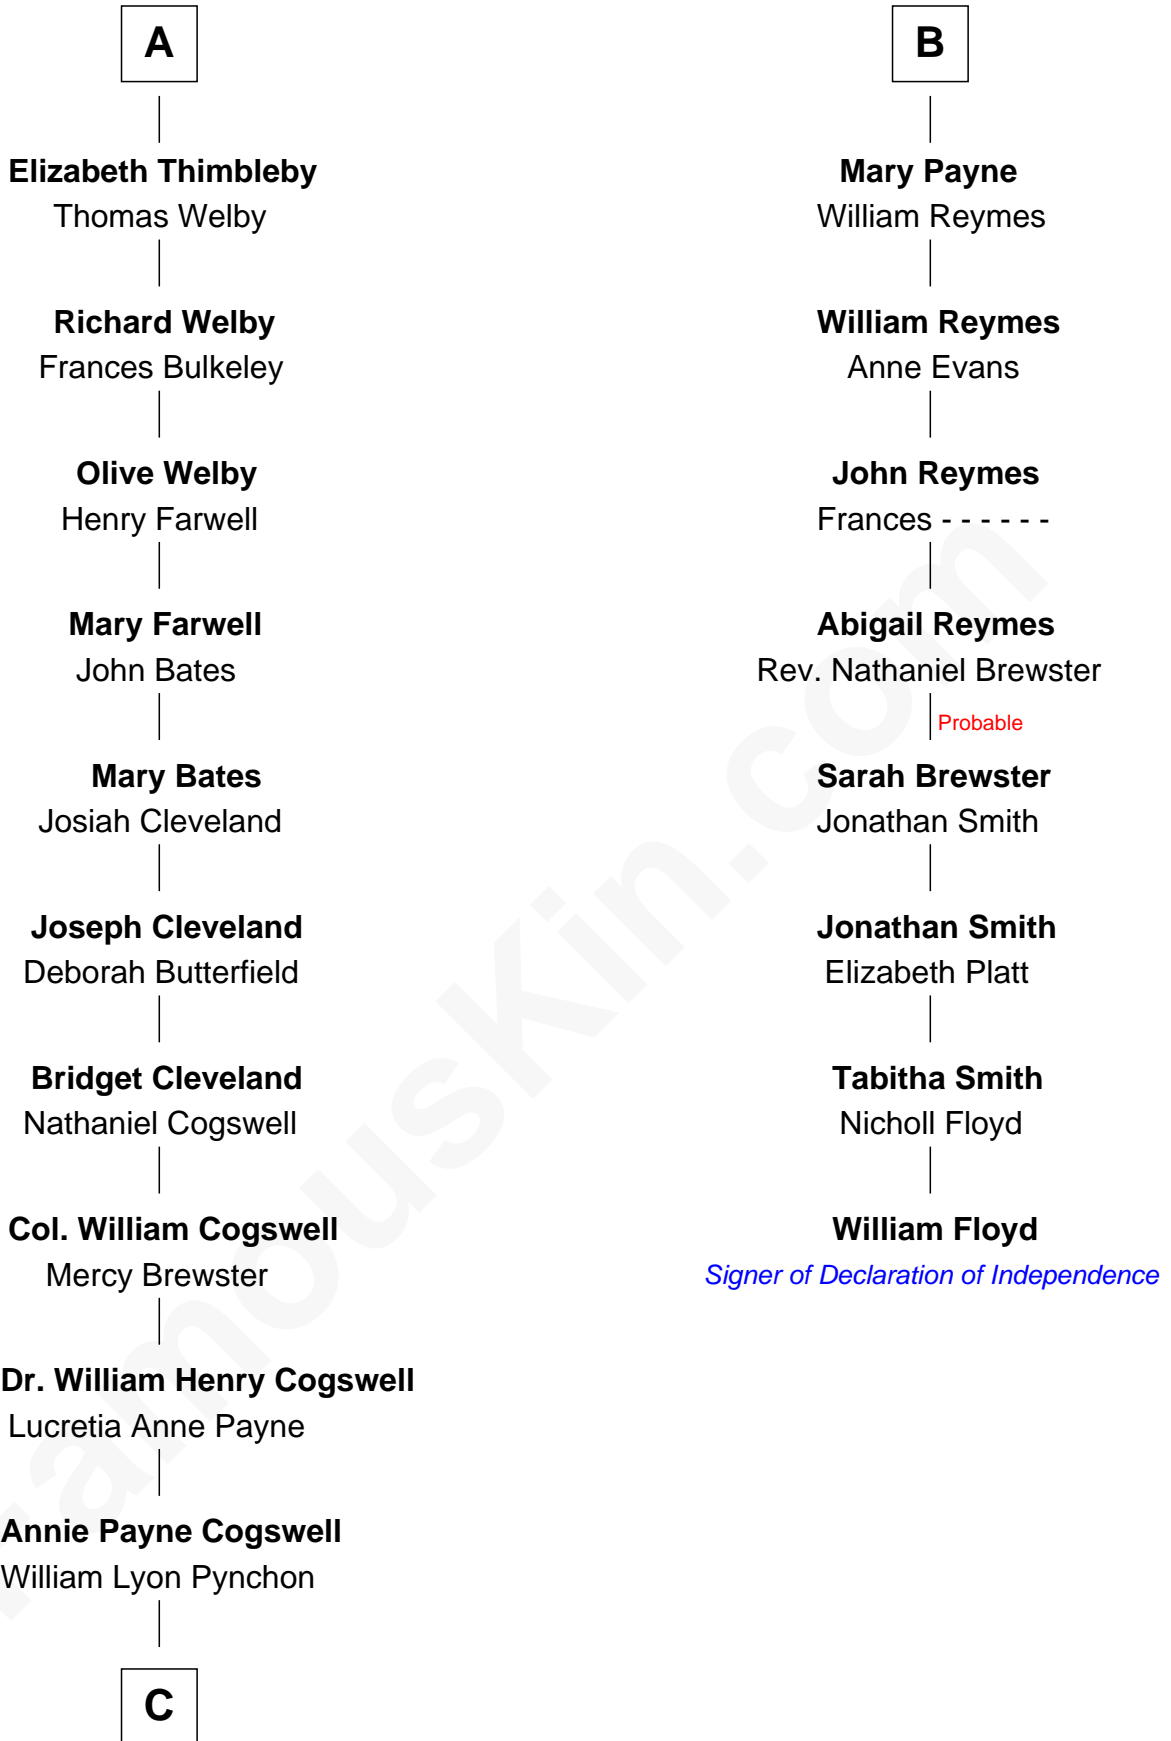 A
Elizabeth Thimbleby
Thomas Welby
Richard Welby
Frances Bulkeley
Olive Welby
Henry Farwell
Mary Farwell
John Bates
Mary Bates
Josiah Cleveland
Joseph Cleveland
Deborah Butterfield
Bridget Cleveland
Nathaniel Cogswell
Col. William Cogswell
Mercy Brewster
Dr. William Henry Cogswell
Lucretia Anne Payne
Annie Payne Cogswell
William Lyon Pynchon
C
B
Mary Payne
William Reymes
William Reymes
Anne Evans
John Reymes
Frances - - - - - -
Abigail Reymes
Rev. Nathaniel Brewster
Probable
Sarah Brewster
Jonathan Smith
Jonathan Smith
Elizabeth Platt
Tabitha Smith
Nicholl Floyd
William Floyd
Signer of Declaration of Independence
FamousKin.com